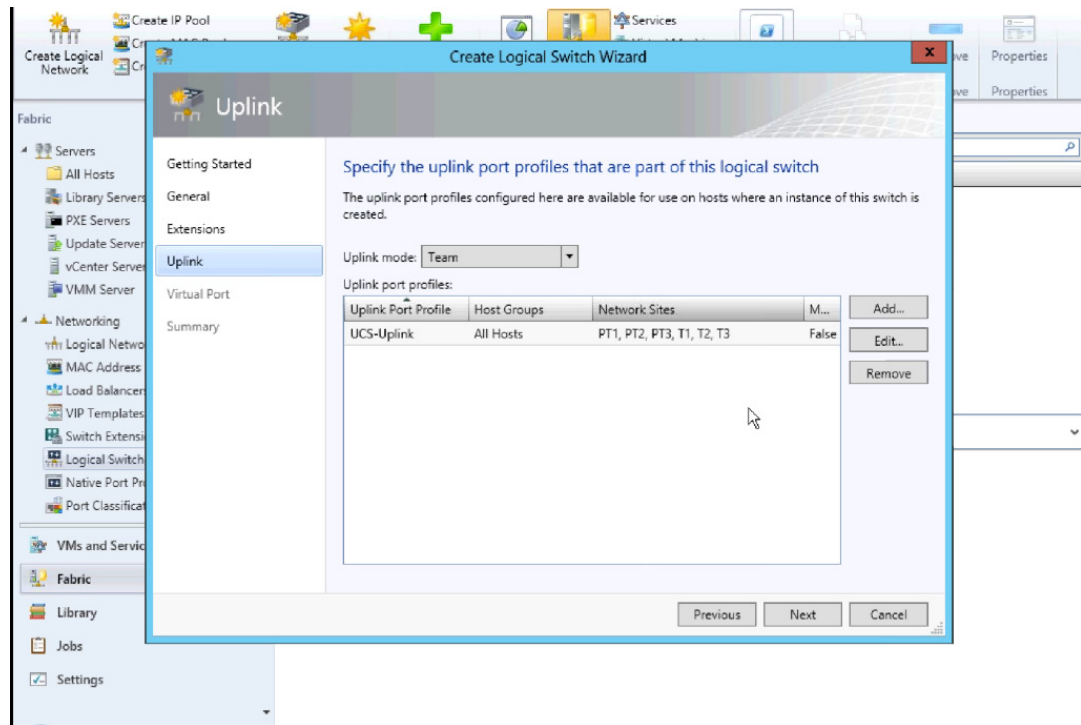 Create IP Pool
Services
Create Logical
Network
Properties
Properties
Create Logical Switch Wizard
x
Uplink
Fabric
Servers
All Hosts
Library Servers
PXE Servers
Update Server
vCenter Server
VMM Server
Networking
Logical Netwo
MAC Address
Load Balancer
VIP Templates
Switch Extensi
Logical Switch
Native Port Pr
Port Classificat
VMs and Servic
Fabric
Library
Jobs
Settings
Getting Started
General
Extensions
Uplink
Virtual Port
Summary
Specify the uplink port profiles that are part of this logical switch
The uplink port profiles configured here are available for use on hosts where an instance of this switch is
created.
Uplink mode: Team
Uplink port profiles:
Uplink Port Profile Host Groups Network Sites M...
UCS-Uplink All Hosts PT1, PT2, PT3, T1, T2, T3 False
Add...
Edit...
Remove
Previous Next Cancel